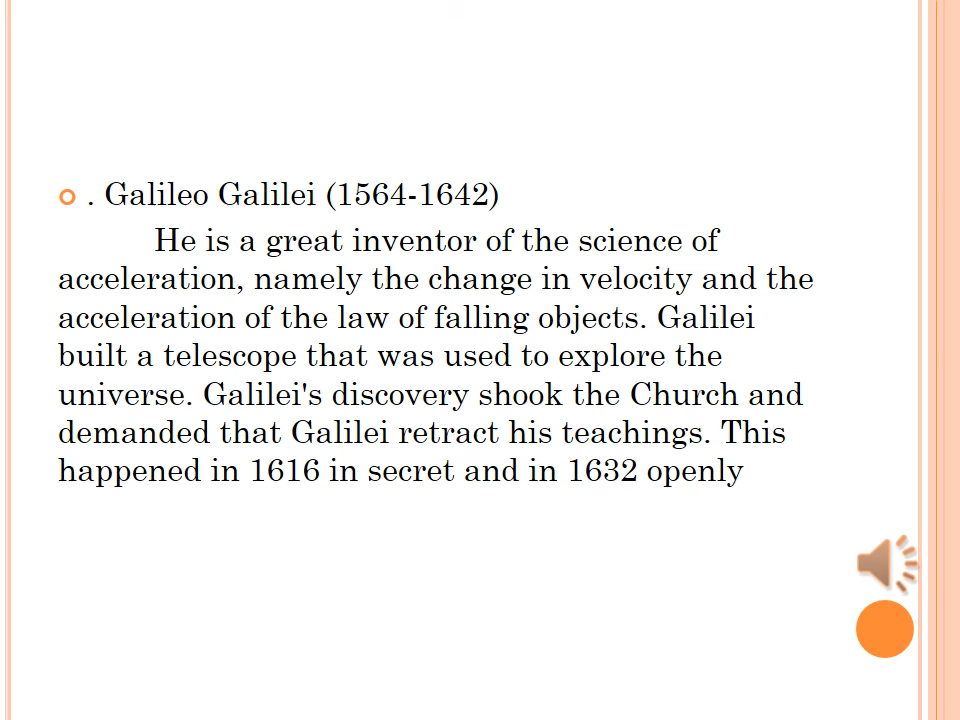 . Galileo Galilei (1564-1642)
He is a great inventor of the science of
acceleration, namely the change in velocity and the
acceleration of the law of falling objects. Galilei
built a telescope that was used to explore the
universe. Galilei's discovery shook the Church and
demanded that Galilei retract his teachings. This
happened in 1616 in secret and in 1632 openly